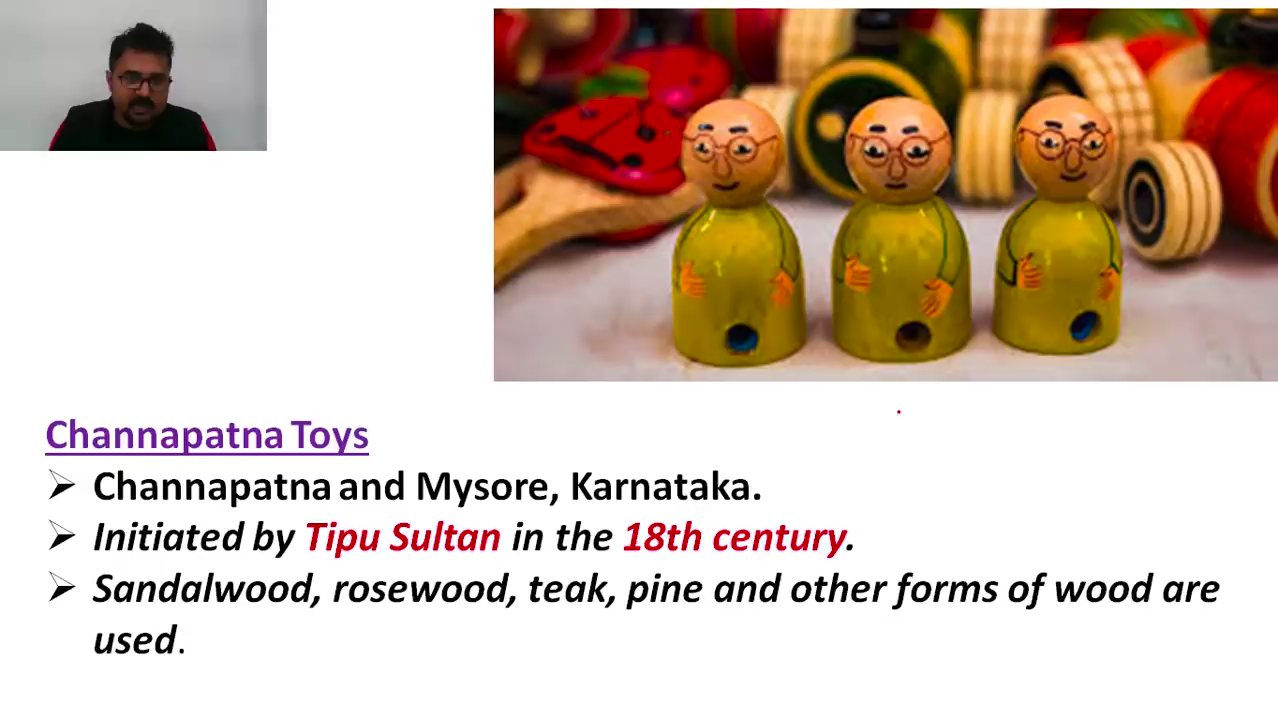 Channapatna Toys
➢ Channapatna and Mysore, Karnataka.
➢ Initiated by Tipu Sultan in the 18th century.
➢ Sandalwood, rosewood, teak, pine and other forms of wood are
used.